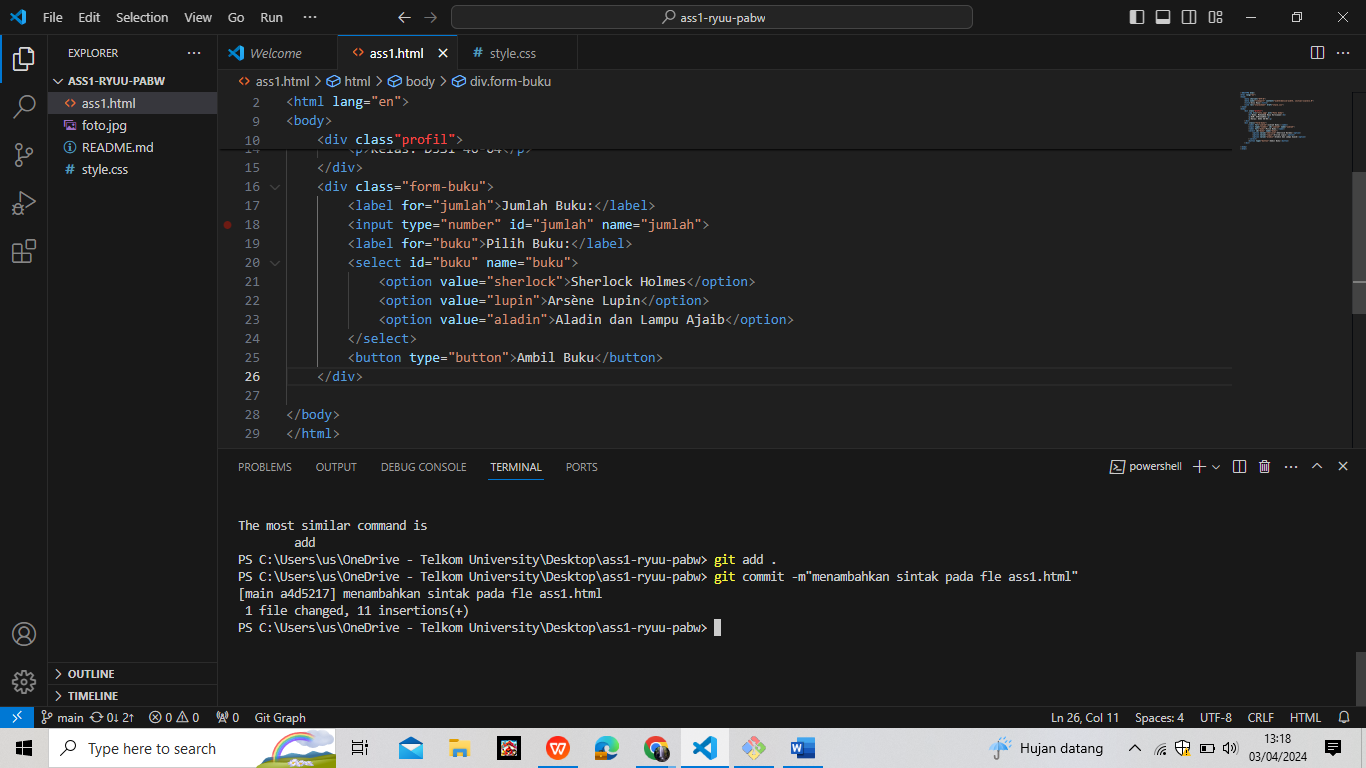 File Edit Selection View Go Run ···
ass1-ryuu-pabw
EXPLORER ···
ASS1-RYUU-PABW
<> ass1.html
foto.jpg
README.md
# style.css
OUTLINE
TIMELINE
Welcome
<> ass1.html
# style.css
<> ass1.html > html > body > div.form-buku
2 <html lang="en">
9 <body>
10 <div class"profil">
14 <p>Kelas: D3SI-46-04</p>
15 </div>
16 <div class="form-buku">
17 <label for="jumlah">Jumlah Buku:</label>
18 <input type="number" id="jumlah" name="jumlah">
19 <label for="buku">Pilih Buku:</label>
20 <select id="buku" name="buku">
21 <option value="sherlock">Sherlock Holmes</option>
22 <option value="lupin">Arsène Lupin</option>
23 <option value="aladin">Aladin dan Lampu Ajaib</option>
24 </select>
25 <button type="button">Ambil Buku</button>
26 </div>
27
28 </body>
29 </html>
PROBLEMS OUTPUT DEBUG CONSOLE TERMINAL PORTS
powershell
The most similar command is
add
PS C:\Users\us\OneDrive - Telkom University\Desktop\ass1-ryuu-pabw> git add .
PS C:\Users\us\OneDrive - Telkom University\Desktop\ass1-ryuu-pabw> git commit -m"menambahkan sintak pada fle ass1.html"
[main a4d5217] menambahkan sintak pada fle ass1.html
1 file changed, 11 insertions(+)
PS C:\Users\us\OneDrive - Telkom University\Desktop\ass1-ryuu-pabw>
main 0↓ 2↑ 0 0 0 Git Graph
Ln 26, Col 11 Spaces: 4 UTF-8 CRLF HTML
Type here to search
Hujan datang
13:18
03/04/2024